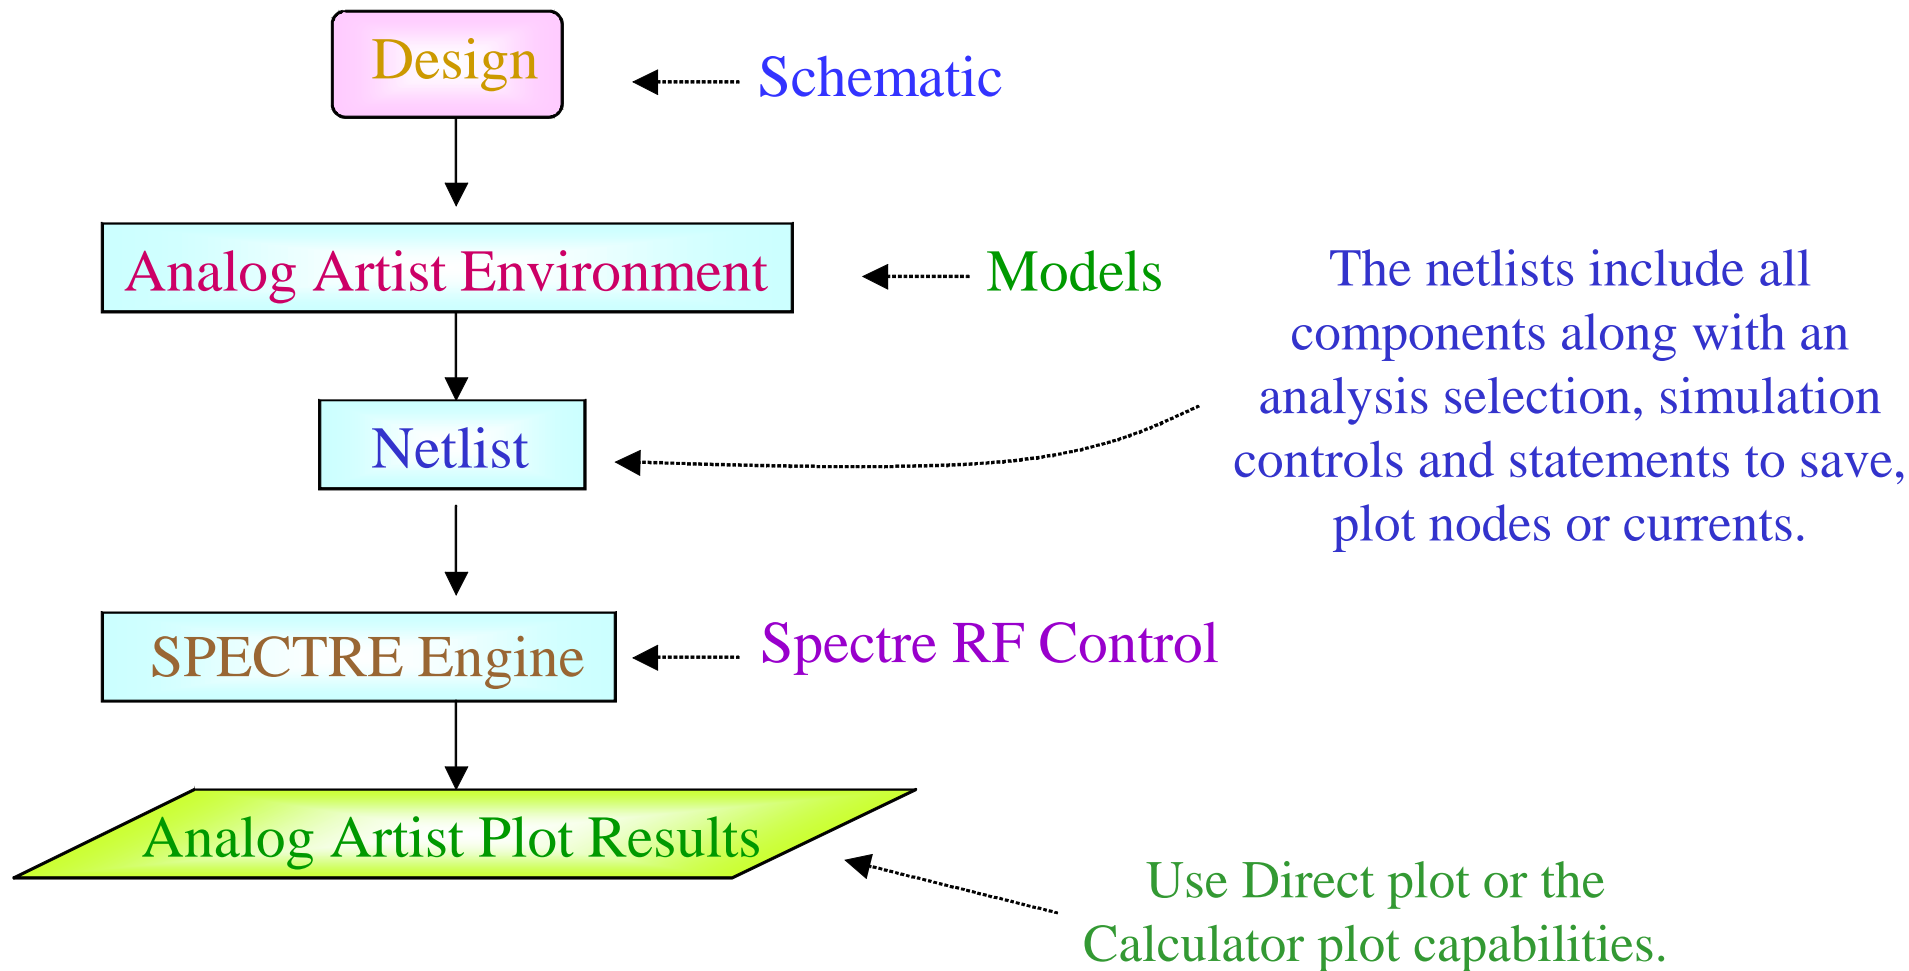 Design
Schematic
Analog Artist Environment
Models
The netlists include all
components along with an
analysis selection, simulation
controls and statements to save,
plot nodes or currents.
Netlist
SPECTRE Engine
Spectre RF Control
Analog Artist Plot Results
Use Direct plot or the
Calculator plot capabilities.